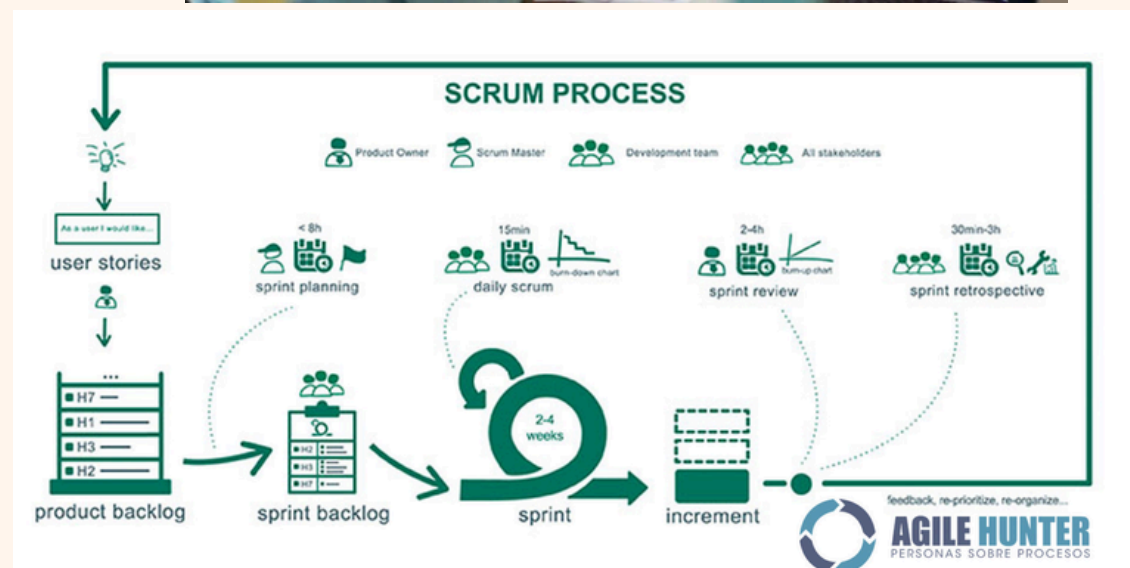 SCRUM PROCESS
Product Owner
Scrum Master
Development team
All stakeholders
As a user I would like...
user stories
< 8h
sprint planning
15min
burn-down chart
daily scrum
2-4h
burn-up chart
sprint review
30min-3h
sprint retrospective
...
H7
H1
H3
H2
product backlog
H2
H3
H7
sprint backlog
2-4
weeks
sprint
increment
feedback, re-prioritize, re-organize...
AGILE HUNTER
PERSONAS SOBRE PROCESOS